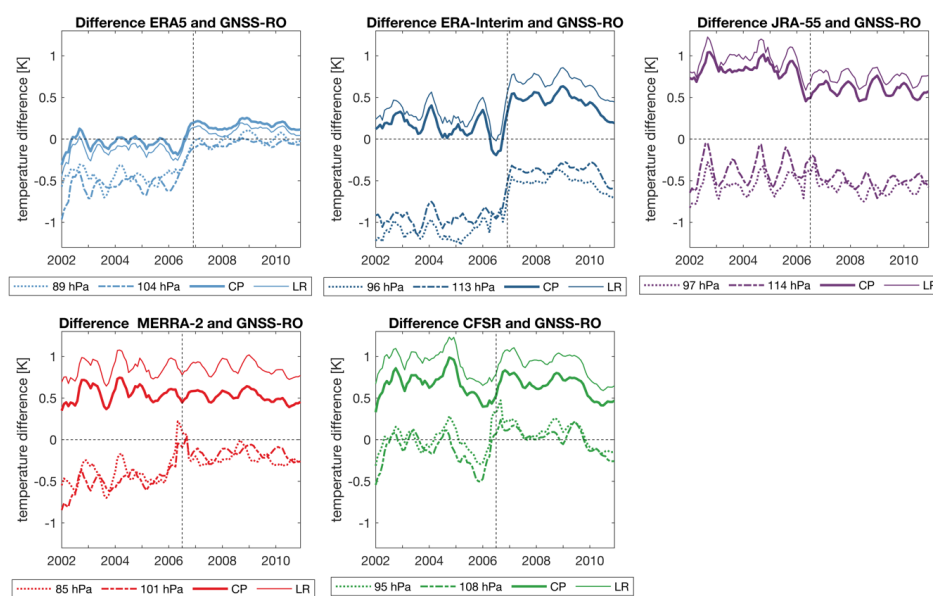 Difference ERA5 and GNSS-RO
temperature difference [K]
1
0.5
0
-0.5
-1
2002 2004 2006 2008 2010
89 hPa 104 hPa CP LR
Difference ERA-Interim and GNSS-RO
temperature difference [K]
1
0.5
0
-0.5
-1
2002 2004 2006 2008 2010
96 hPa 113 hPa CP LR
Difference JRA-55 and GNSS-RO
temperature difference [K]
1
0.5
0
-0.5
-1
2002 2004 2006 2008 2010
97 hPa 114 hPa CP LR
Difference MERRA-2 and GNSS-RO
temperature difference [K]
1
0.5
0
-0.5
-1
2002 2004 2006 2008 2010
85 hPa 101 hPa CP LR
Difference CFSR and GNSS-RO
temperature difference [K]
1
0.5
0
-0.5
-1
2002 2004 2006 2008 2010
95 hPa 108 hPa CP LR